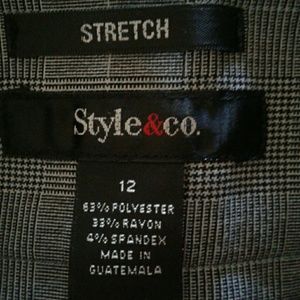 STRETCH
Style&co.
12
63% POLYESTER
33% RAYON
4% SPANDEX
MADE IN
GUATEMALA